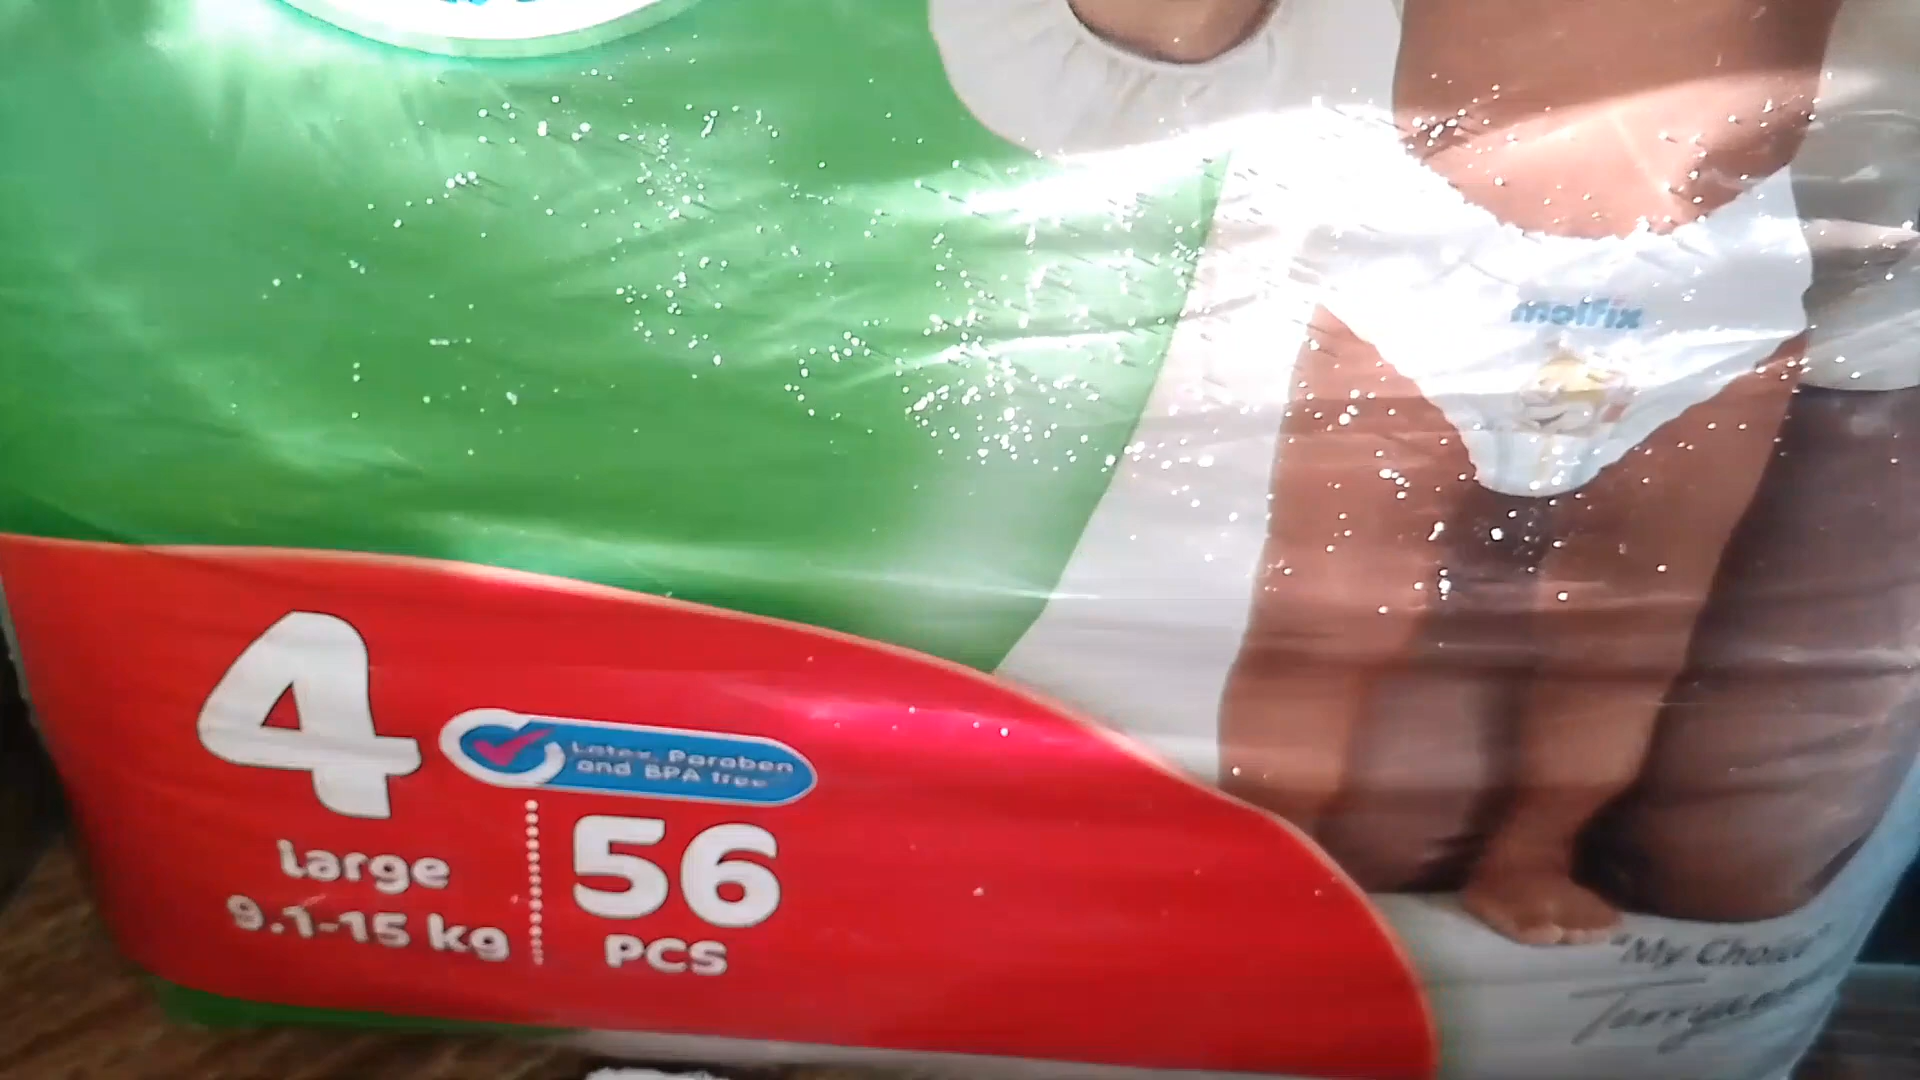 molfix
4
Latex, Paraben
and BPA free
Large
9.1-15 kg
56
PCS
"My Choice"